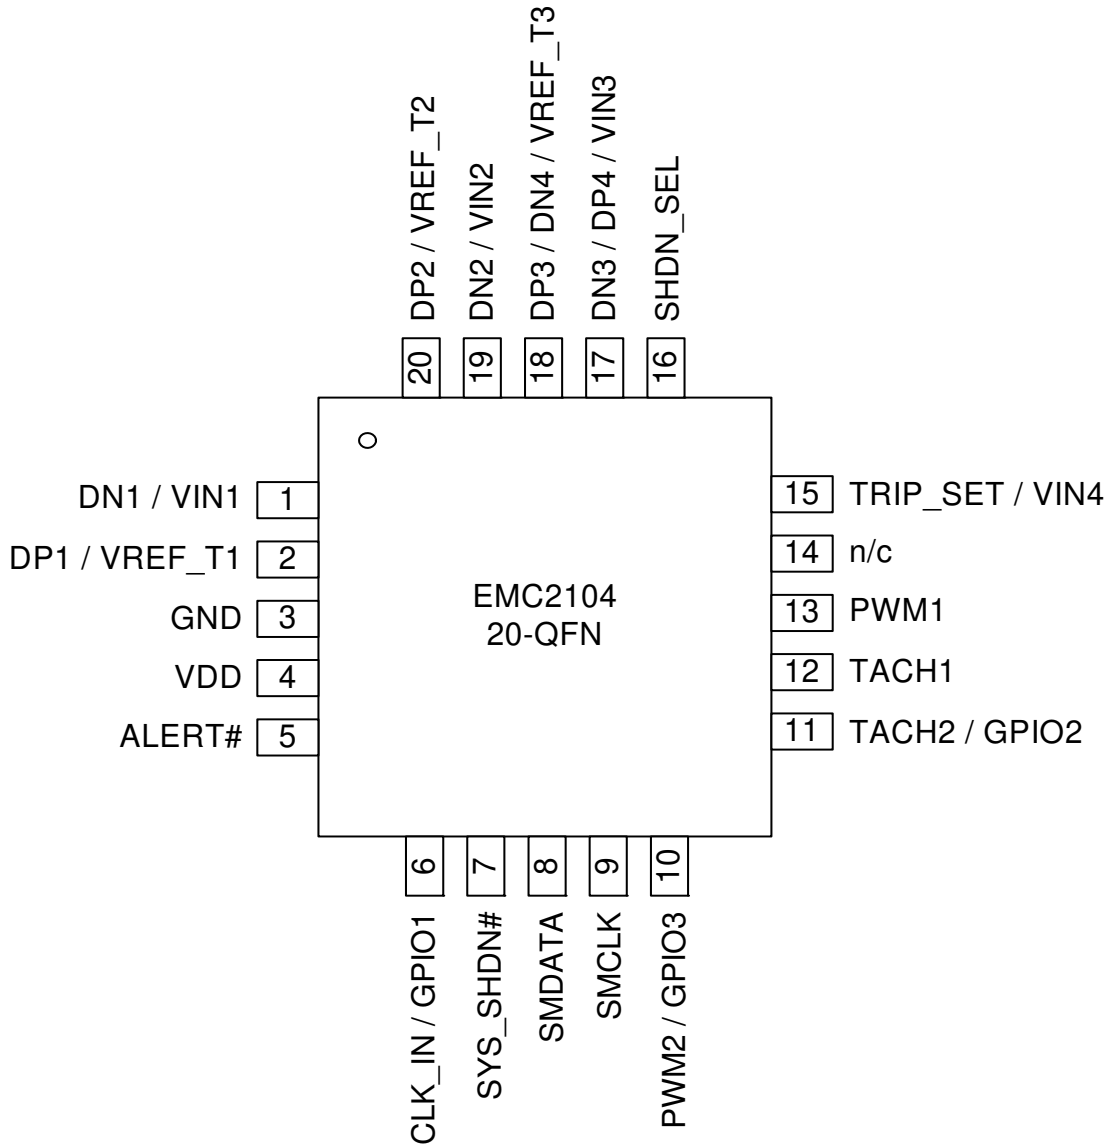 DP2 / VREF_T2
DN2 / VIN2
DP3 / DN4 / VREF_T3
DN3 / DP4 / VIN3
SHDN_SEL
20
19
18
17
16
DN1 / VIN1 1
DP1 / VREF_T1 2
GND 3
VDD 4
ALERT# 5
EMC2104
20-QFN
15 TRIP_SET / VIN4
14 n/c
13 PWM1
12 TACH1
11 TACH2 / GPIO2
6
7
8
9
10
CLK_IN / GPIO1
SYS_SHDN#
SMDATA
SMCLK
PWM2 / GPIO3